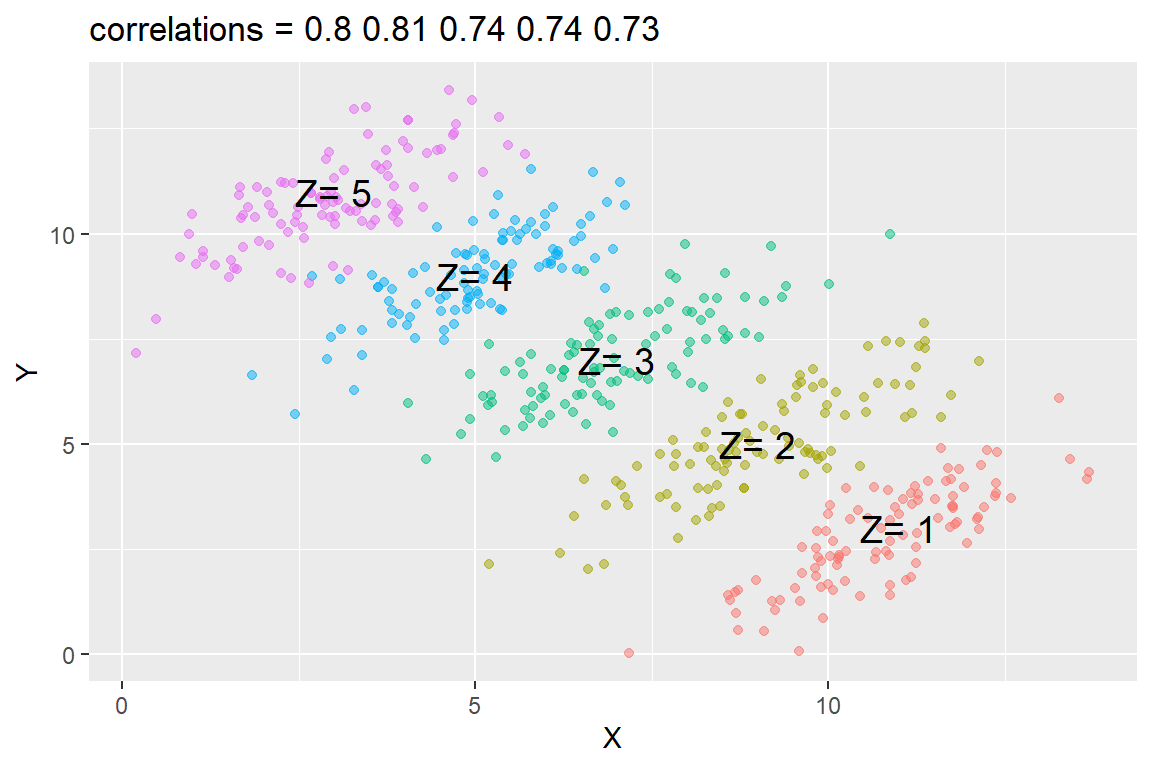 correlations = 0.8 0.81 0.74 0.74 0.73
Z= 5
Z= 4
Z= 3
Z= 2
Z= 1
10
5
0
Y
0 5 10
X